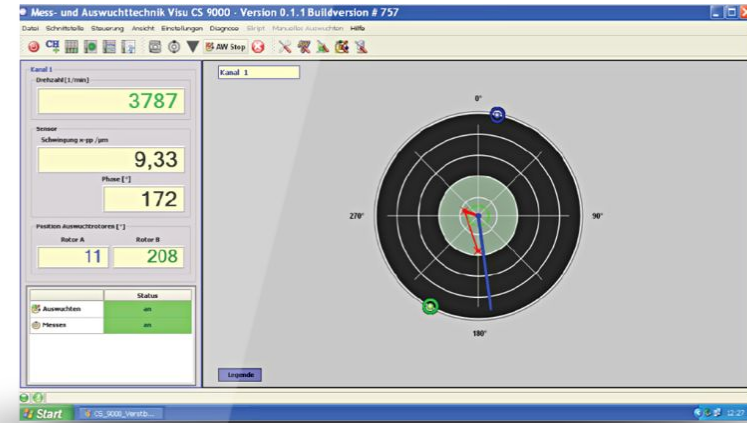 Mess- und Auswuchttechnik Visu CS 9000 - Version 0.1.1 Buildversion # 757
Datei Schnittstelle Steuerung Ansicht Einstellungen Diagnose Skript Manuelles Auswuchten Hilfe
AW Stop
Kanal 1
Drehzahl[1/min]
3787
Sensor
Schwingung x-pp /µm
9,33
Phase [°]
172
Position Auswuchtrotoren [°]
Rotor A Rotor B
11 208
Status
Auswuchten an
Messen an
Kanal 1
0°
270° 90°
180°
Legende
Start
12:27